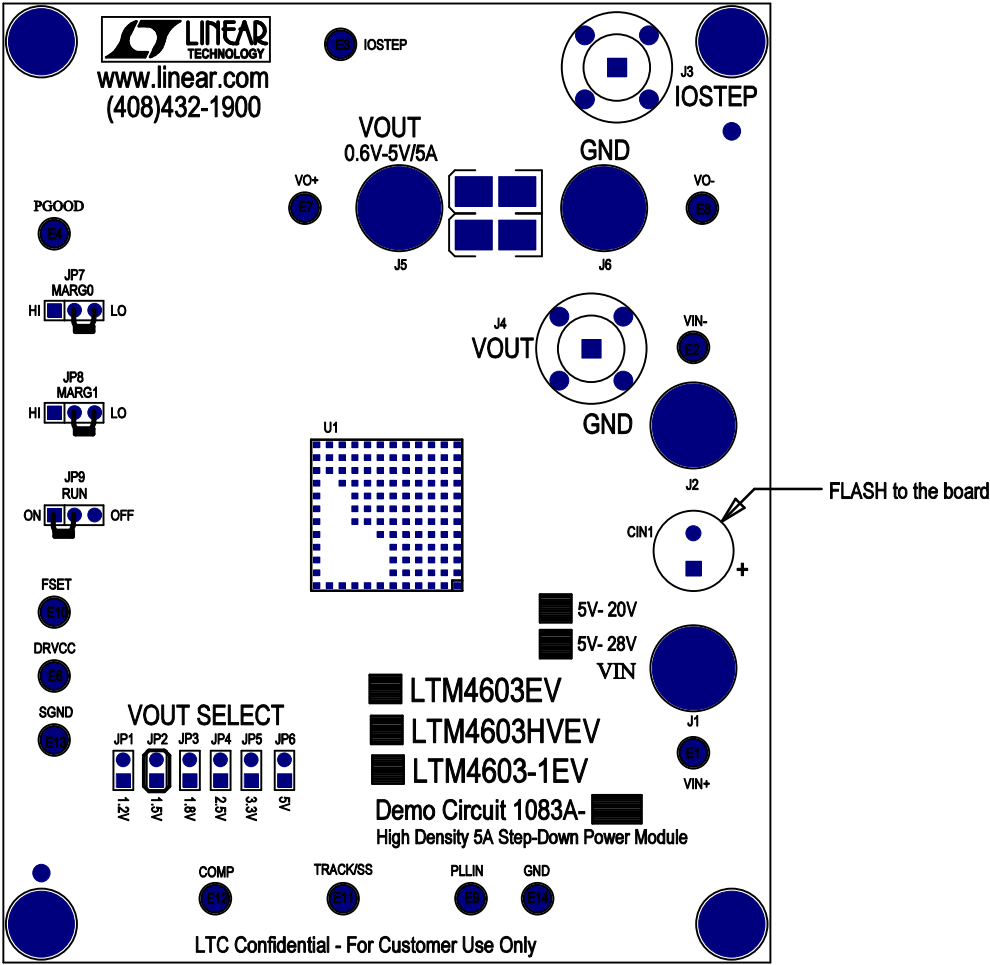 LINEAR
TECHNOLOGY
www.linear.com
(408)432-1900
E3 IOSTEP
J3
IOSTEP
VOUT
0.6V-5V/5A
GND
VO+
E7
VO-
E8
J5
J6
PGOOD
E4
JP7
MARG0
HI LO
J4
VOUT
GND
VIN-
E2
J2
JP8
MARG1
HI LO
U1
JP9
RUN
ON OFF
FLASH to the board
CIN1
+
FSET
E10
DRVCC
E6
SGND
E13
5V- 20V
5V- 28V
VIN
J1
E1
VIN+
LTM4603EV
LTM4603HVEV
LTM4603-1EV
VOUT SELECT
JP1 JP2 JP3 JP4 JP5 JP6
1.2V 1.5V 1.8V 2.5V 3.3V 5V
Demo Circuit 1083A-
High Density 5A Step-Down Power Module
COMP
E12
TRACK/SS
E11
PLLIN
E9
GND
E14
LTC Confidential - For Customer Use Only